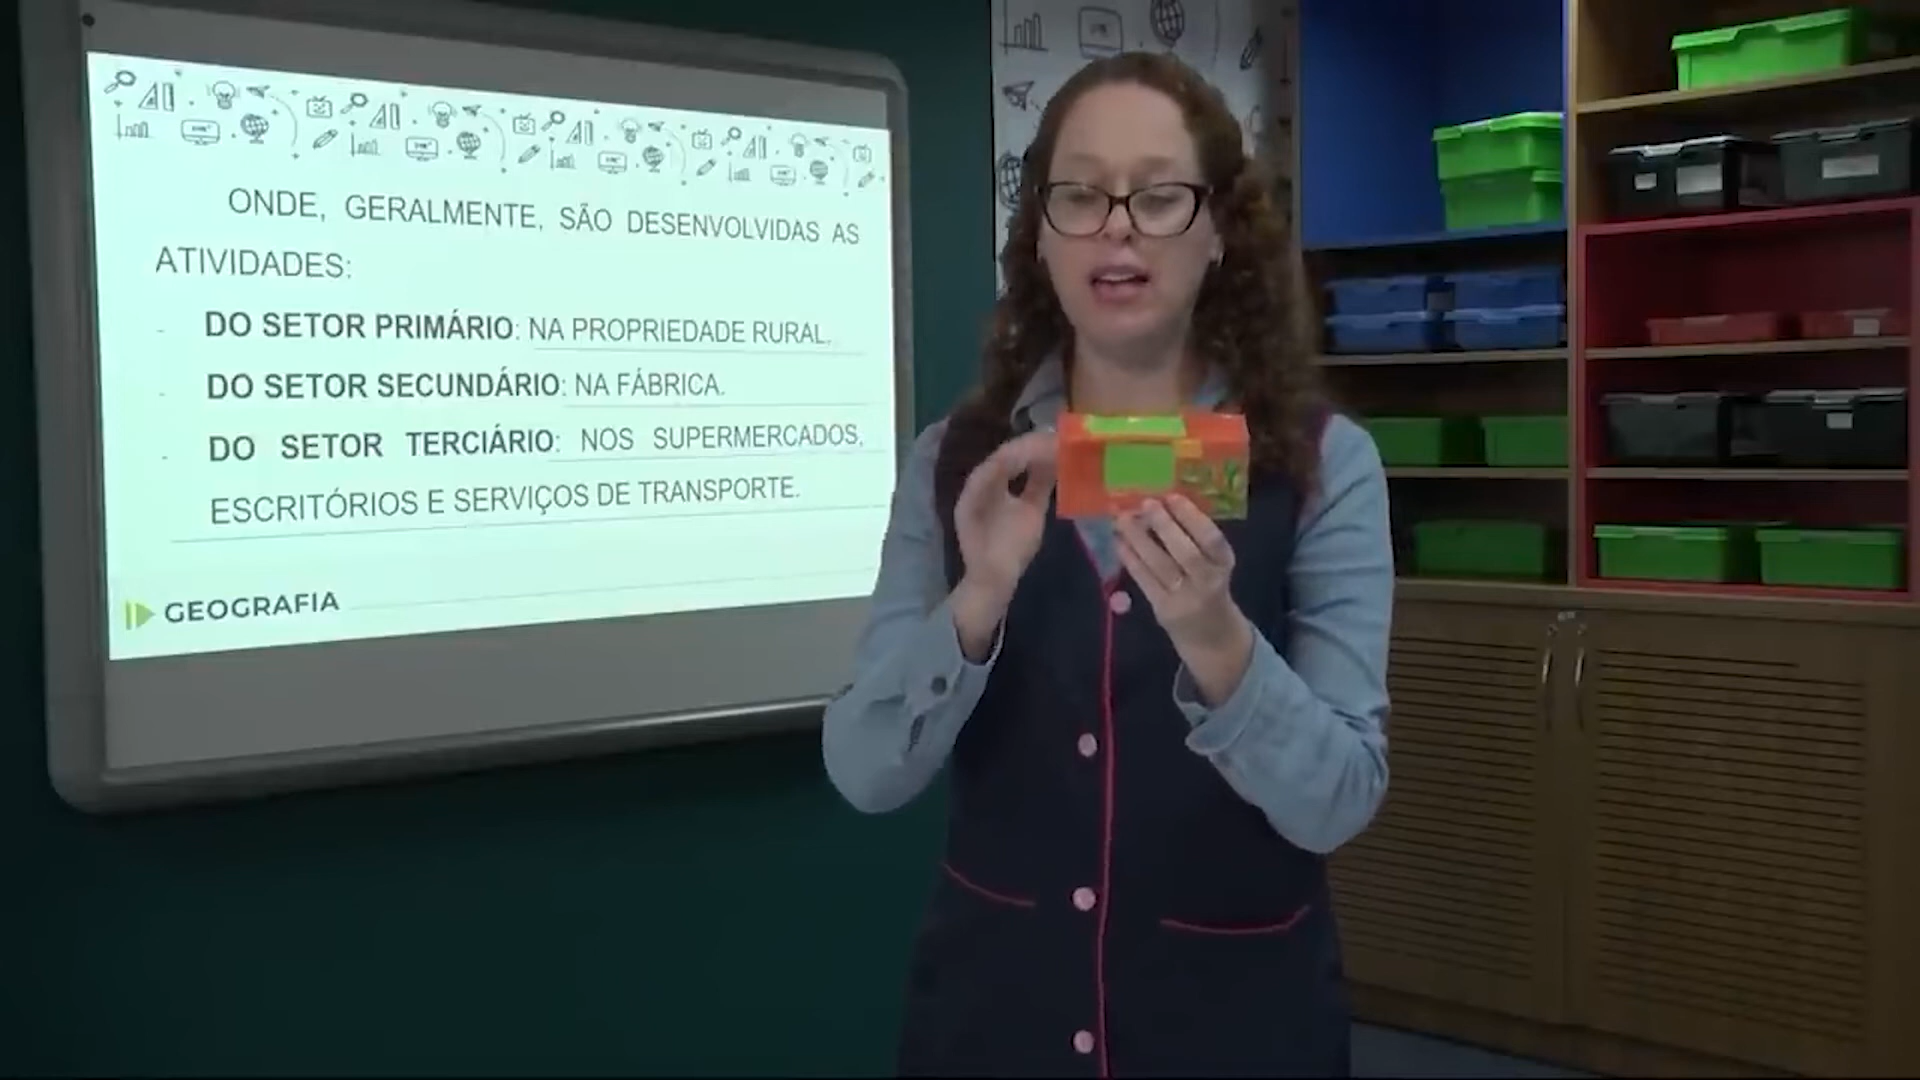 ONDE, GERALMENTE, SÃO DESENVOLVIDAS AS
ATIVIDADES:
- DO SETOR PRIMÁRIO: NA PROPRIEDADE RURAL.
- DO SETOR SECUNDÁRIO: NA FÁBRICA.
- DO SETOR TERCIÁRIO: NOS SUPERMERCADOS,
ESCRITÓRIOS E SERVIÇOS DE TRANSPORTE.
GEOGRAFIA